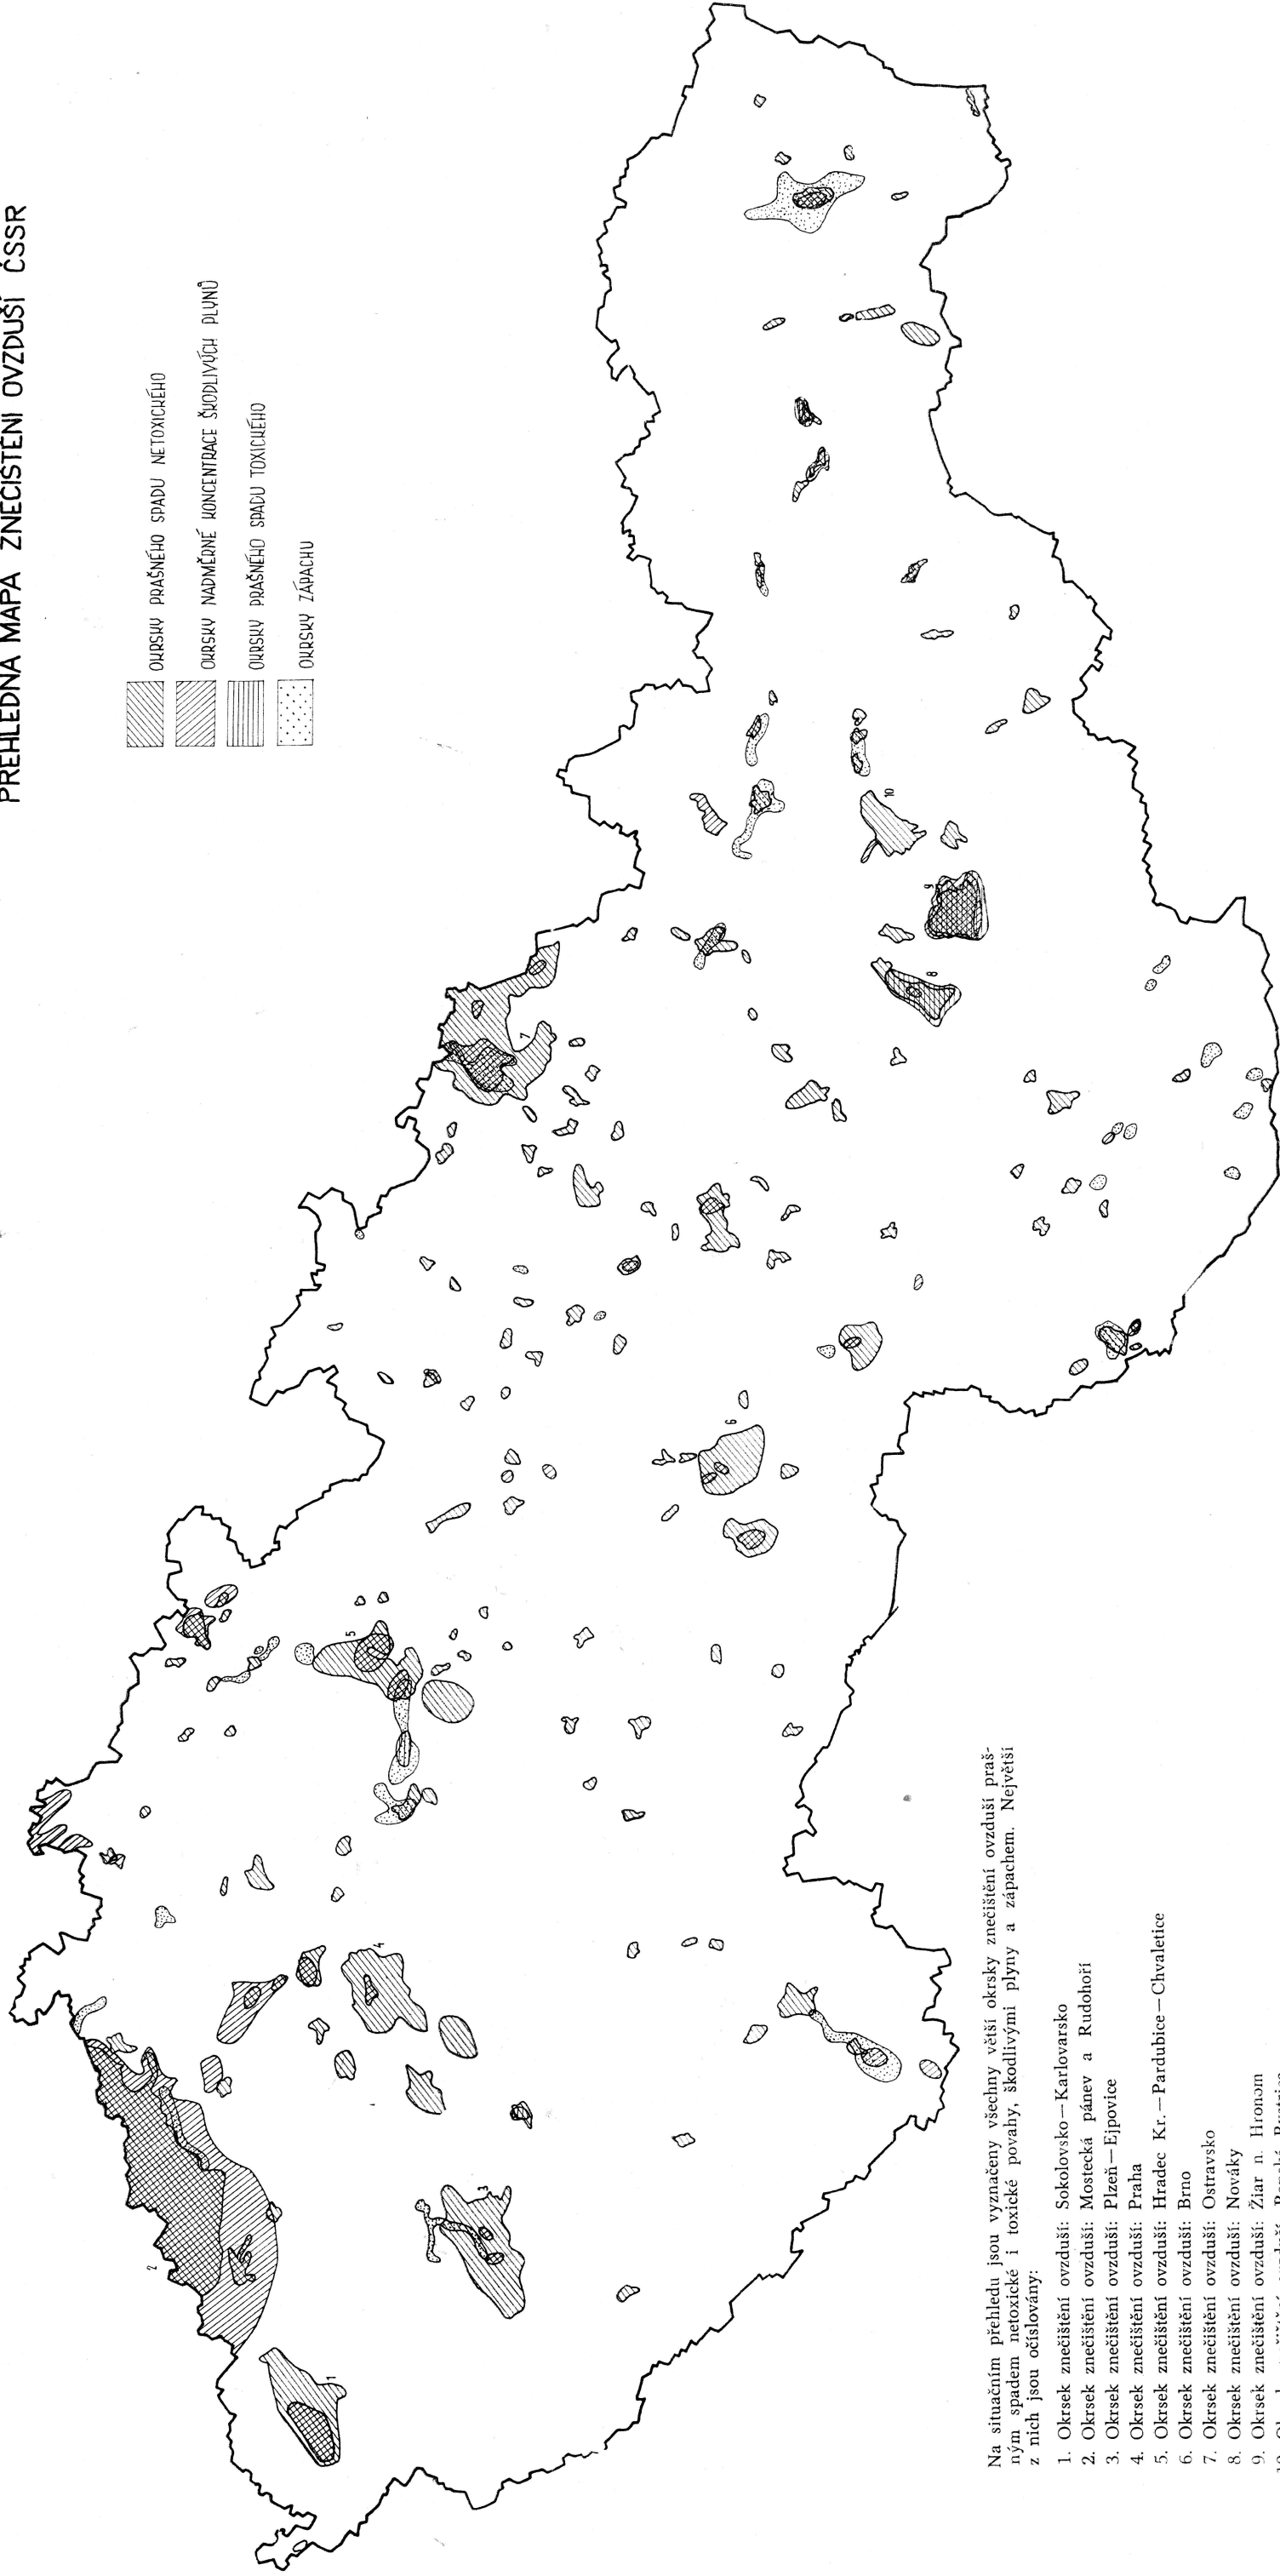 PŘEHLEDNÁ MAPA ZNEČIŠTĚNÍ OVZDUŠÍ ČSSR
OKRSKY PRAŠNÉHO SPADU NETOXICKÉHO
OKRSKY NADMĚRNÉ KONCENTRACE ŠKODLIVÝCH PLYNŮ
OKRSKY PRAŠNÉHO SPADU TOXICKÉHO
OKRSKY ZÁPACHU
1
2
3
4
5
6
7
8
9
10
Na situačním přehledu jsou vyznačeny všechny větší okrsky znečištění ovzduší praš-
ným spadem netoxické i toxické povahy, škodlivými plyny a zápachem. Největší
z nich jsou očíslovány:
1. Okrsek znečištění ovzduší: Sokolovsko—Karlovarsko
2. Okrsek znečištění ovzduší: Mostecká pánev a Rudohoří
3. Okrsek znečištění ovzduší: Plzeň—Ejpovice
4. Okrsek znečištění ovzduší: Praha
5. Okrsek znečištění ovzduší: Hradec Kr.—Pardubice—Chvaletice
6. Okrsek znečištění ovzduší: Brno
7. Okrsek znečištění ovzduší: Ostravsko
8. Okrsek znečištění ovzduší: Nováky
9. Okrsek znečištění ovzduší: Žiar n. Hronom